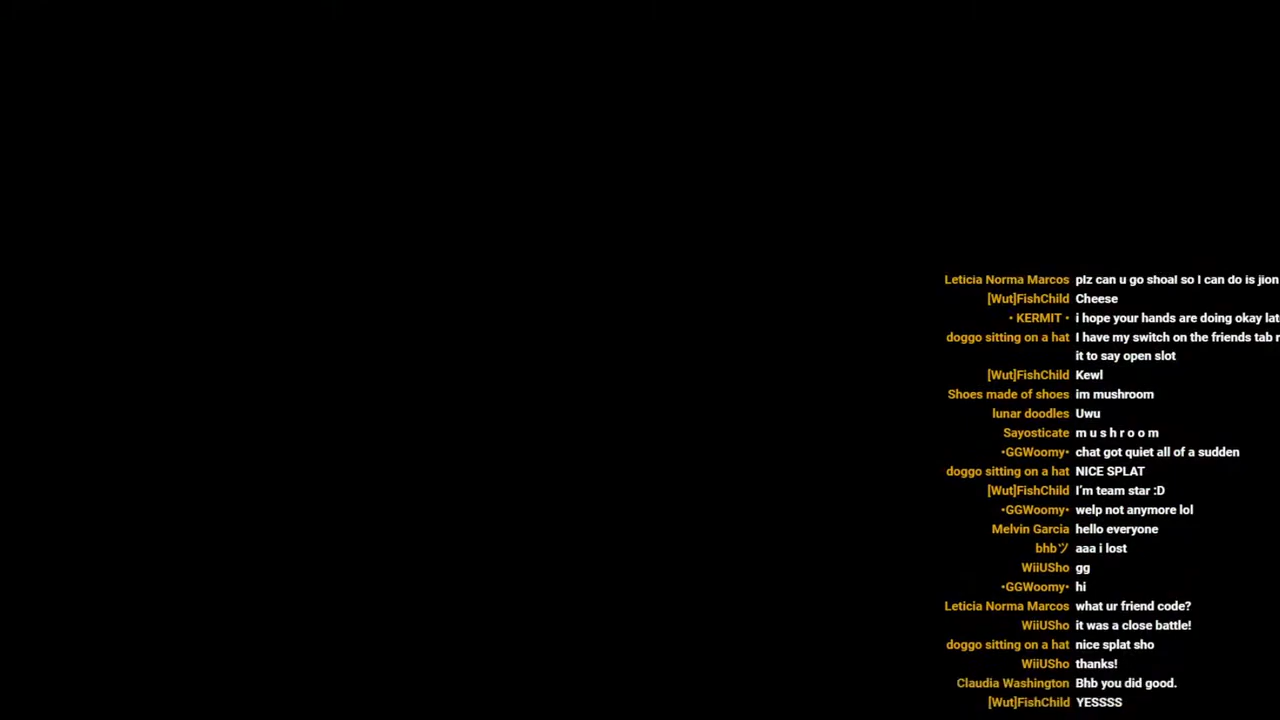 Leticia Norma Marcos plz can u go shoal so I can do is jion
[Wut]FishChild Cheese
• KERMIT • i hope your hands are doing okay lat
doggo sitting on a hat I have my switch on the friends tab r
it to say open slot
[Wut]FishChild Kewl
Shoes made of shoes im mushroom
lunar doodles Uwu
Sayosticate m u s h r o o m
•GGWoomy• chat got quiet all of a sudden
doggo sitting on a hat NICE SPLAT
[Wut]FishChild I’m team star :D
•GGWoomy• welp not anymore lol
Melvin Garcia hello everyone
bhbツ aaa i lost
WiiUSho gg
•GGWoomy• hi
Leticia Norma Marcos what ur friend code?
WiiUSho it was a close battle!
doggo sitting on a hat nice splat sho
WiiUSho thanks!
Claudia Washington Bhb you did good.
[Wut]FishChild YESSSS